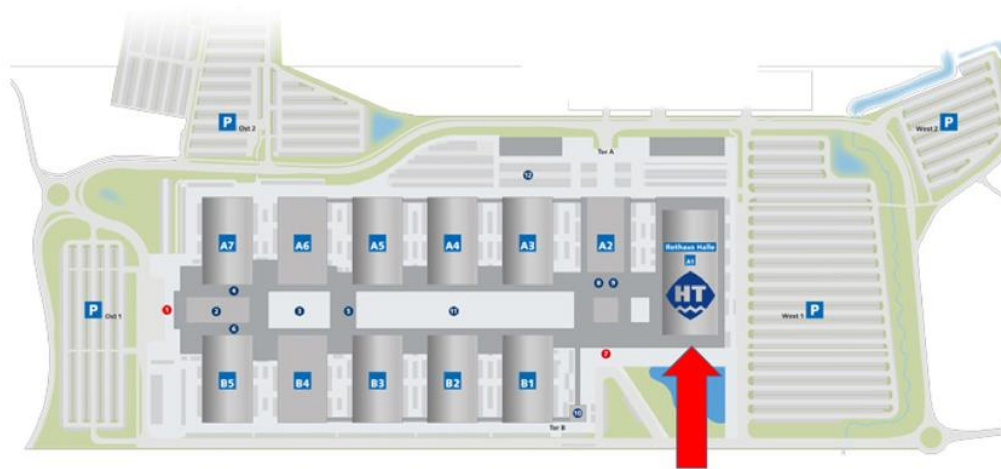 P Ost 2
West 2 P
Tor A
12
A7
A6
A5
A4
A3
A2
Rothaus Halle
A1
HT
4
8
9
P Ost 1
1
2
3
5
11
6
7
West 1 P
B5
B4
B3
B2
B1
10
Tor B